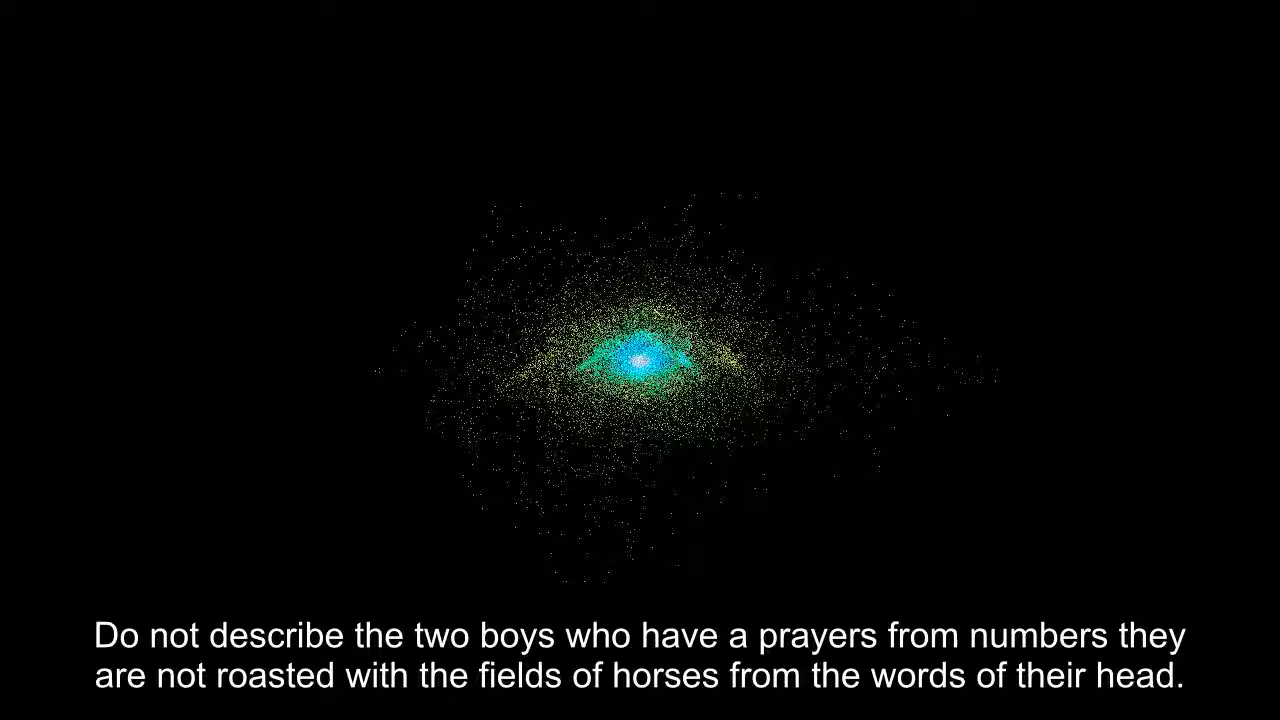 Do not describe the two boys who have a prayers from numbers they
are not roasted with the fields of horses from the words of their head.